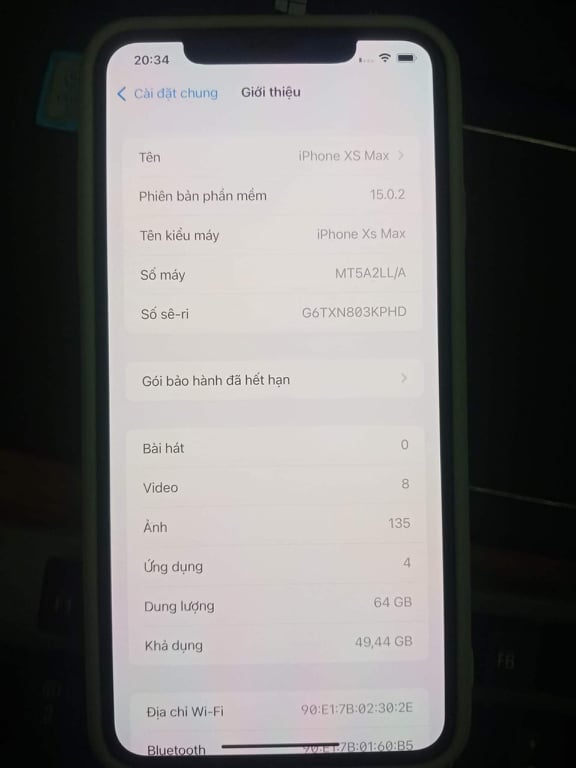 20:34
Cài đặt chung Giới thiệu
Tên iPhone XS Max
Phiên bản phần mềm 15.0.2
Tên kiểu máy iPhone Xs Max
Số máy MT5A2LL/A
Số sê-ri G6TXN803KPHD
Gói bảo hành đã hết hạn
Bài hát 0
Video 8
Ảnh 135
Ứng dụng 4
Dung lượng 64 GB
Khả dụng 49,44 GB
Địa chỉ Wi-Fi 90:E1:7B:02:30:2E
Bluetooth 90:E1:7B:01:60:B5
F6